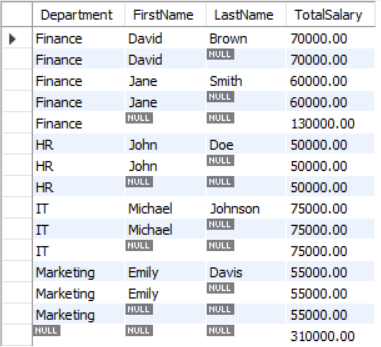 Department FirstName LastName TotalSalary
Finance David Brown 70000.00
Finance David NULL 70000.00
Finance Jane Smith 60000.00
Finance Jane NULL 60000.00
Finance NULL NULL 130000.00
HR John Doe 50000.00
HR John NULL 50000.00
HR NULL NULL 50000.00
IT Michael Johnson 75000.00
IT Michael NULL 75000.00
IT NULL NULL 75000.00
Marketing Emily Davis 55000.00
Marketing Emily NULL 55000.00
Marketing NULL NULL 55000.00
NULL NULL NULL 310000.00